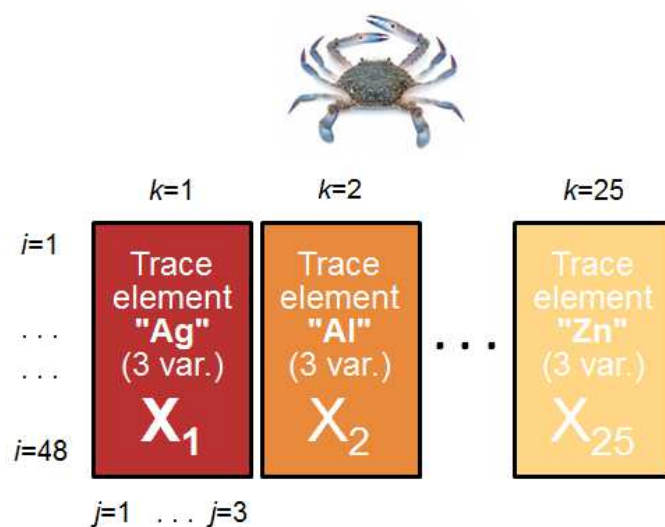 k=1 k=2 k=25
i=1
Trace element "Ag" (3 var.) X1
Trace element "Al" (3 var.) X2
. . .
Trace element "Zn" (3 var.) X25
. . .
. . .
i=48
j=1 . . . j=3